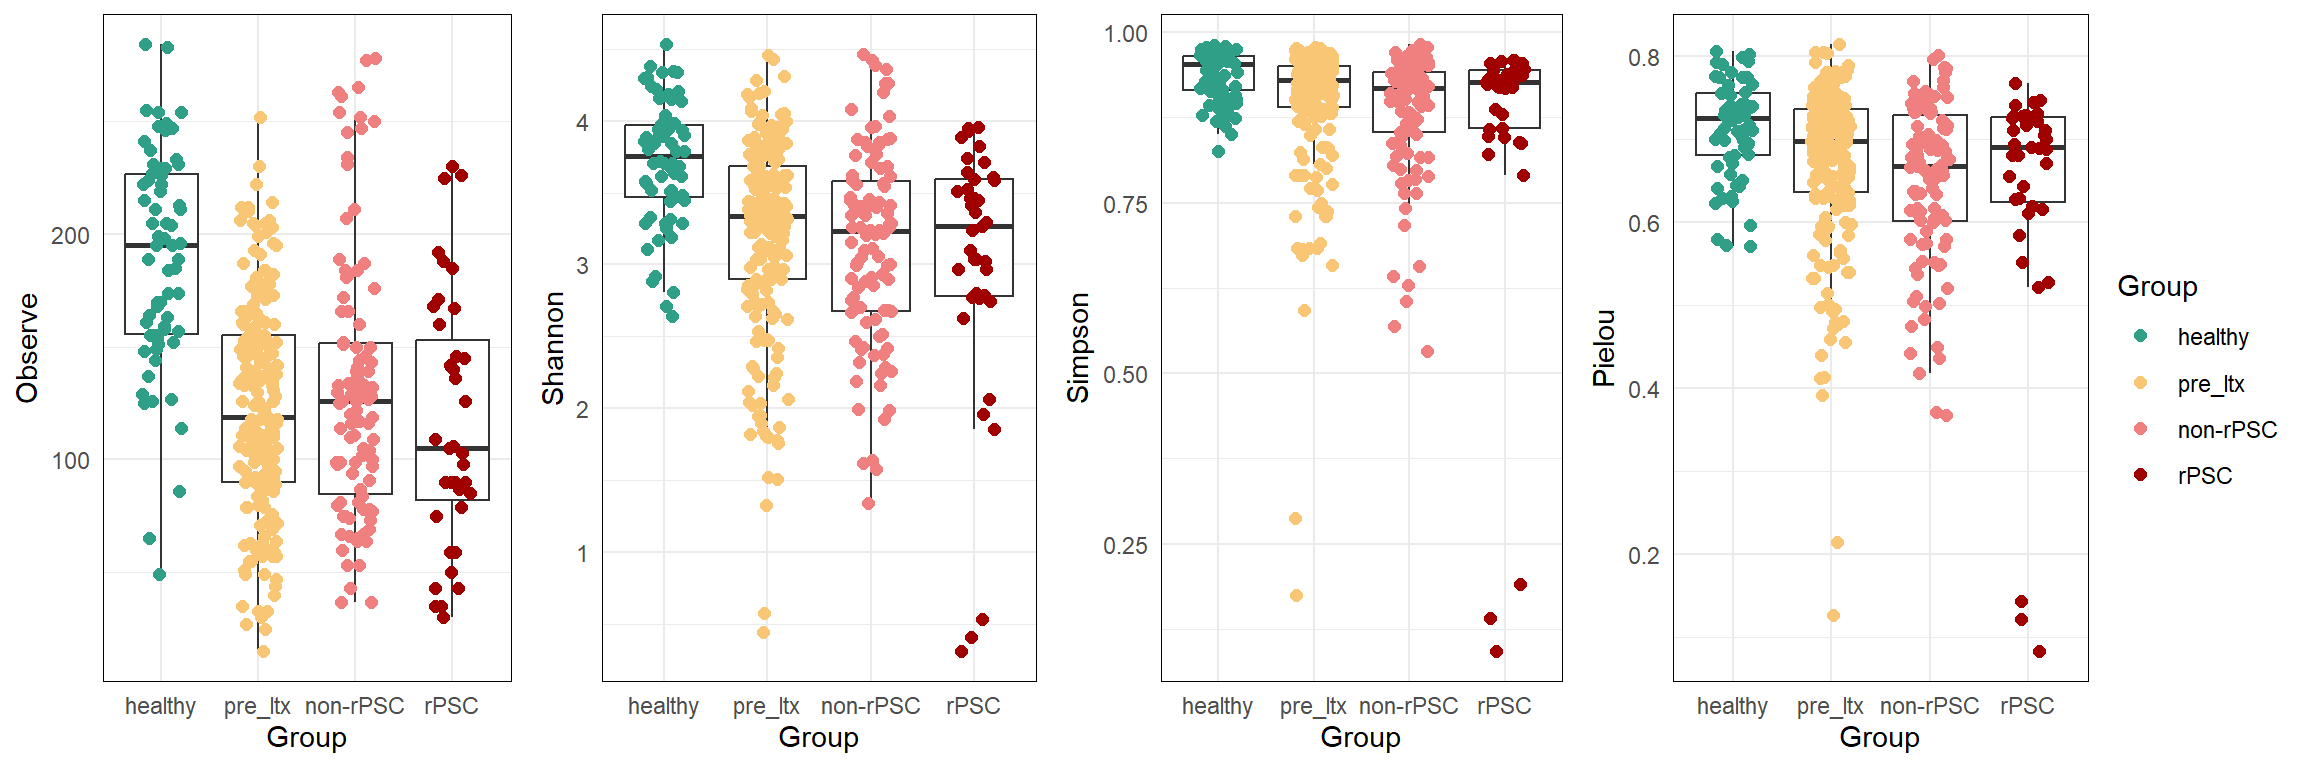 Observe
200
100
healthy pre_ltx non-rPSC rPSC
Group
Shannon
4
3
2
1
healthy pre_ltx non-rPSC rPSC
Group
Simpson
1.00
0.75
0.50
0.25
healthy pre_ltx non-rPSC rPSC
Group
Pielou
0.8
0.6
0.4
0.2
healthy pre_ltx non-rPSC rPSC
Group
Group
healthy
pre_ltx
non-rPSC
rPSC